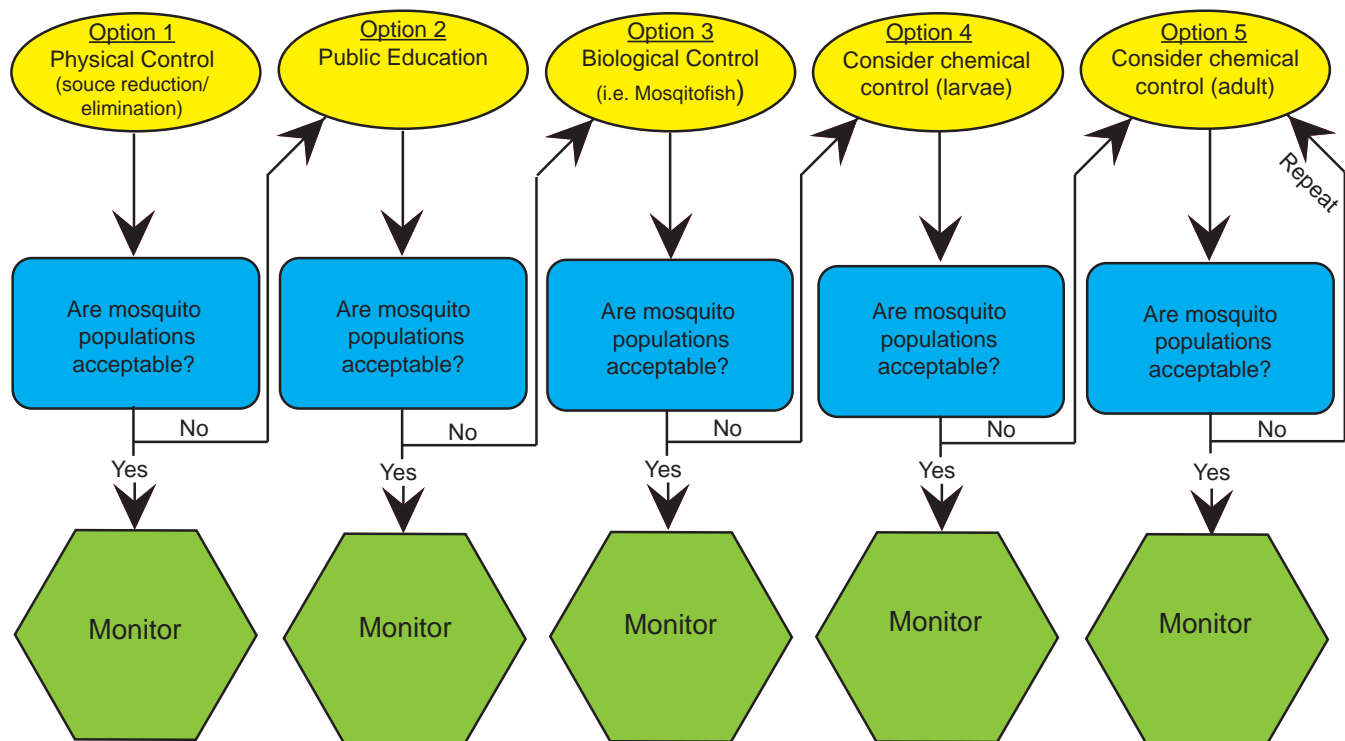 Option 1
Physical Control
(souce reduction/
elimination)
Option 2
Public Education
Option 3
Biological Control
(i.e. Mosqitofish)
Option 4
Consider chemical
control (larvae)
Option 5
Consider chemical
control (adult)
Repeat
Are mosquito
populations
acceptable?
Are mosquito
populations
acceptable?
Are mosquito
populations
acceptable?
Are mosquito
populations
acceptable?
Are mosquito
populations
acceptable?
No
No
No
No
No
Yes
Yes
Yes
Yes
Yes
Monitor
Monitor
Monitor
Monitor
Monitor